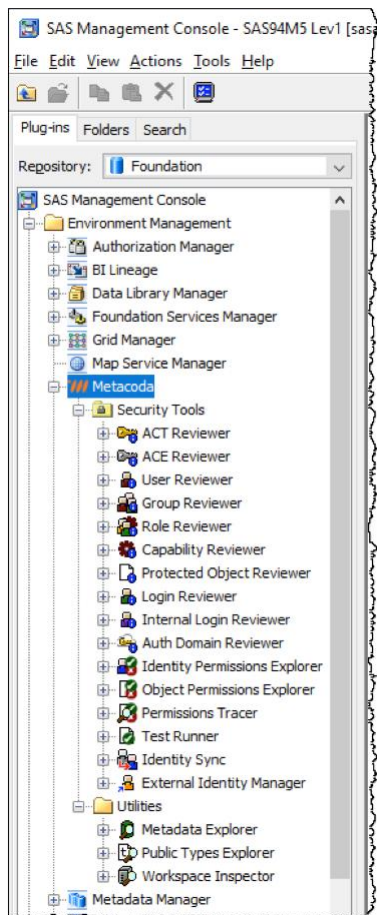 SAS Management Console - SAS94M5 Lev1 [sasa
File Edit View Actions Tools Help
Plug-ins Folders Search
Repository: Foundation
SAS Management Console
Environment Management
Authorization Manager
BI Lineage
Data Library Manager
Foundation Services Manager
Grid Manager
Map Service Manager
Metacoda
Security Tools
ACT Reviewer
ACE Reviewer
User Reviewer
Group Reviewer
Role Reviewer
Capability Reviewer
Protected Object Reviewer
Login Reviewer
Internal Login Reviewer
Auth Domain Reviewer
Identity Permissions Explorer
Object Permissions Explorer
Permissions Tracer
Test Runner
Identity Sync
External Identity Manager
Utilities
Metadata Explorer
Public Types Explorer
Workspace Inspector
Metadata Manager